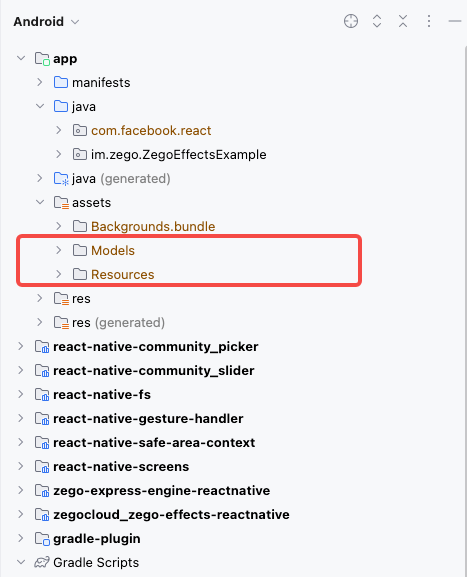 Android
app
manifests
java
com.facebook.react
im.zego.ZegoEffectsExample
java (generated)
assets
Backgrounds.bundle
Models
Resources
res
res (generated)
react-native-community_picker
react-native-community_slider
react-native-fs
react-native-gesture-handler
react-native-safe-area-context
react-native-screens
zego-express-engine-reactnative
zegocloud_zego-effects-reactnative
gradle-plugin
Gradle Scripts